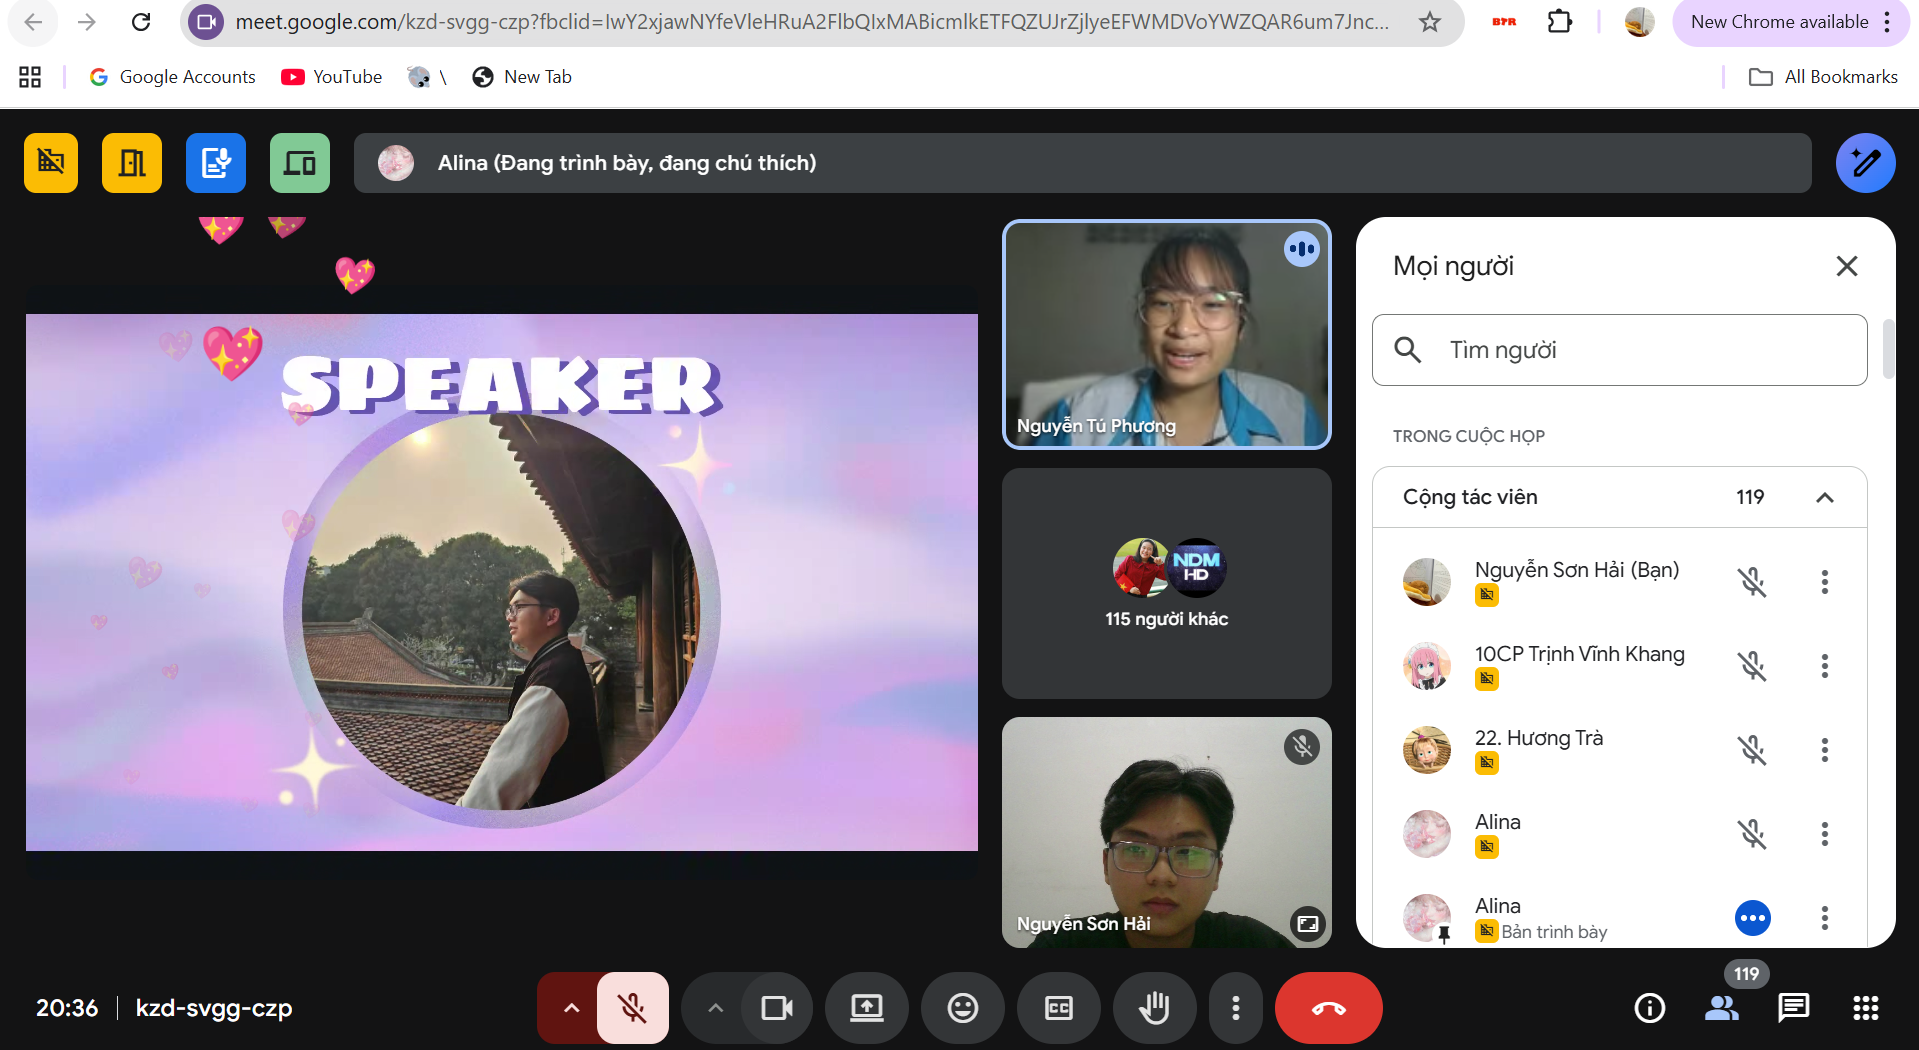 meet.google.com/kzd-svgg-czp?fbclid=IwY2xjawNYfeVleHRuA2FlbQIxMABicmlkETFQZUJrZjlyeEFWMDVoYWZQAR6um7Jnc...
BTR
New Chrome available
Google Accounts
YouTube
\
New Tab
All Bookmarks
Alina (Đang trình bày, đang chú thích)
SPEAKER
Nguyễn Tú Phương
NDM
HD
115 người khác
Nguyễn Sơn Hải
Mọi người
Tìm người
TRONG CUỘC HỌP
Cộng tác viên 119
Nguyễn Sơn Hải (Bạn)
10CP Trịnh Vĩnh Khang
22. Hương Trà
Alina
Alina
Bản trình bày
20:36 | kzd-svgg-czp
CC
119